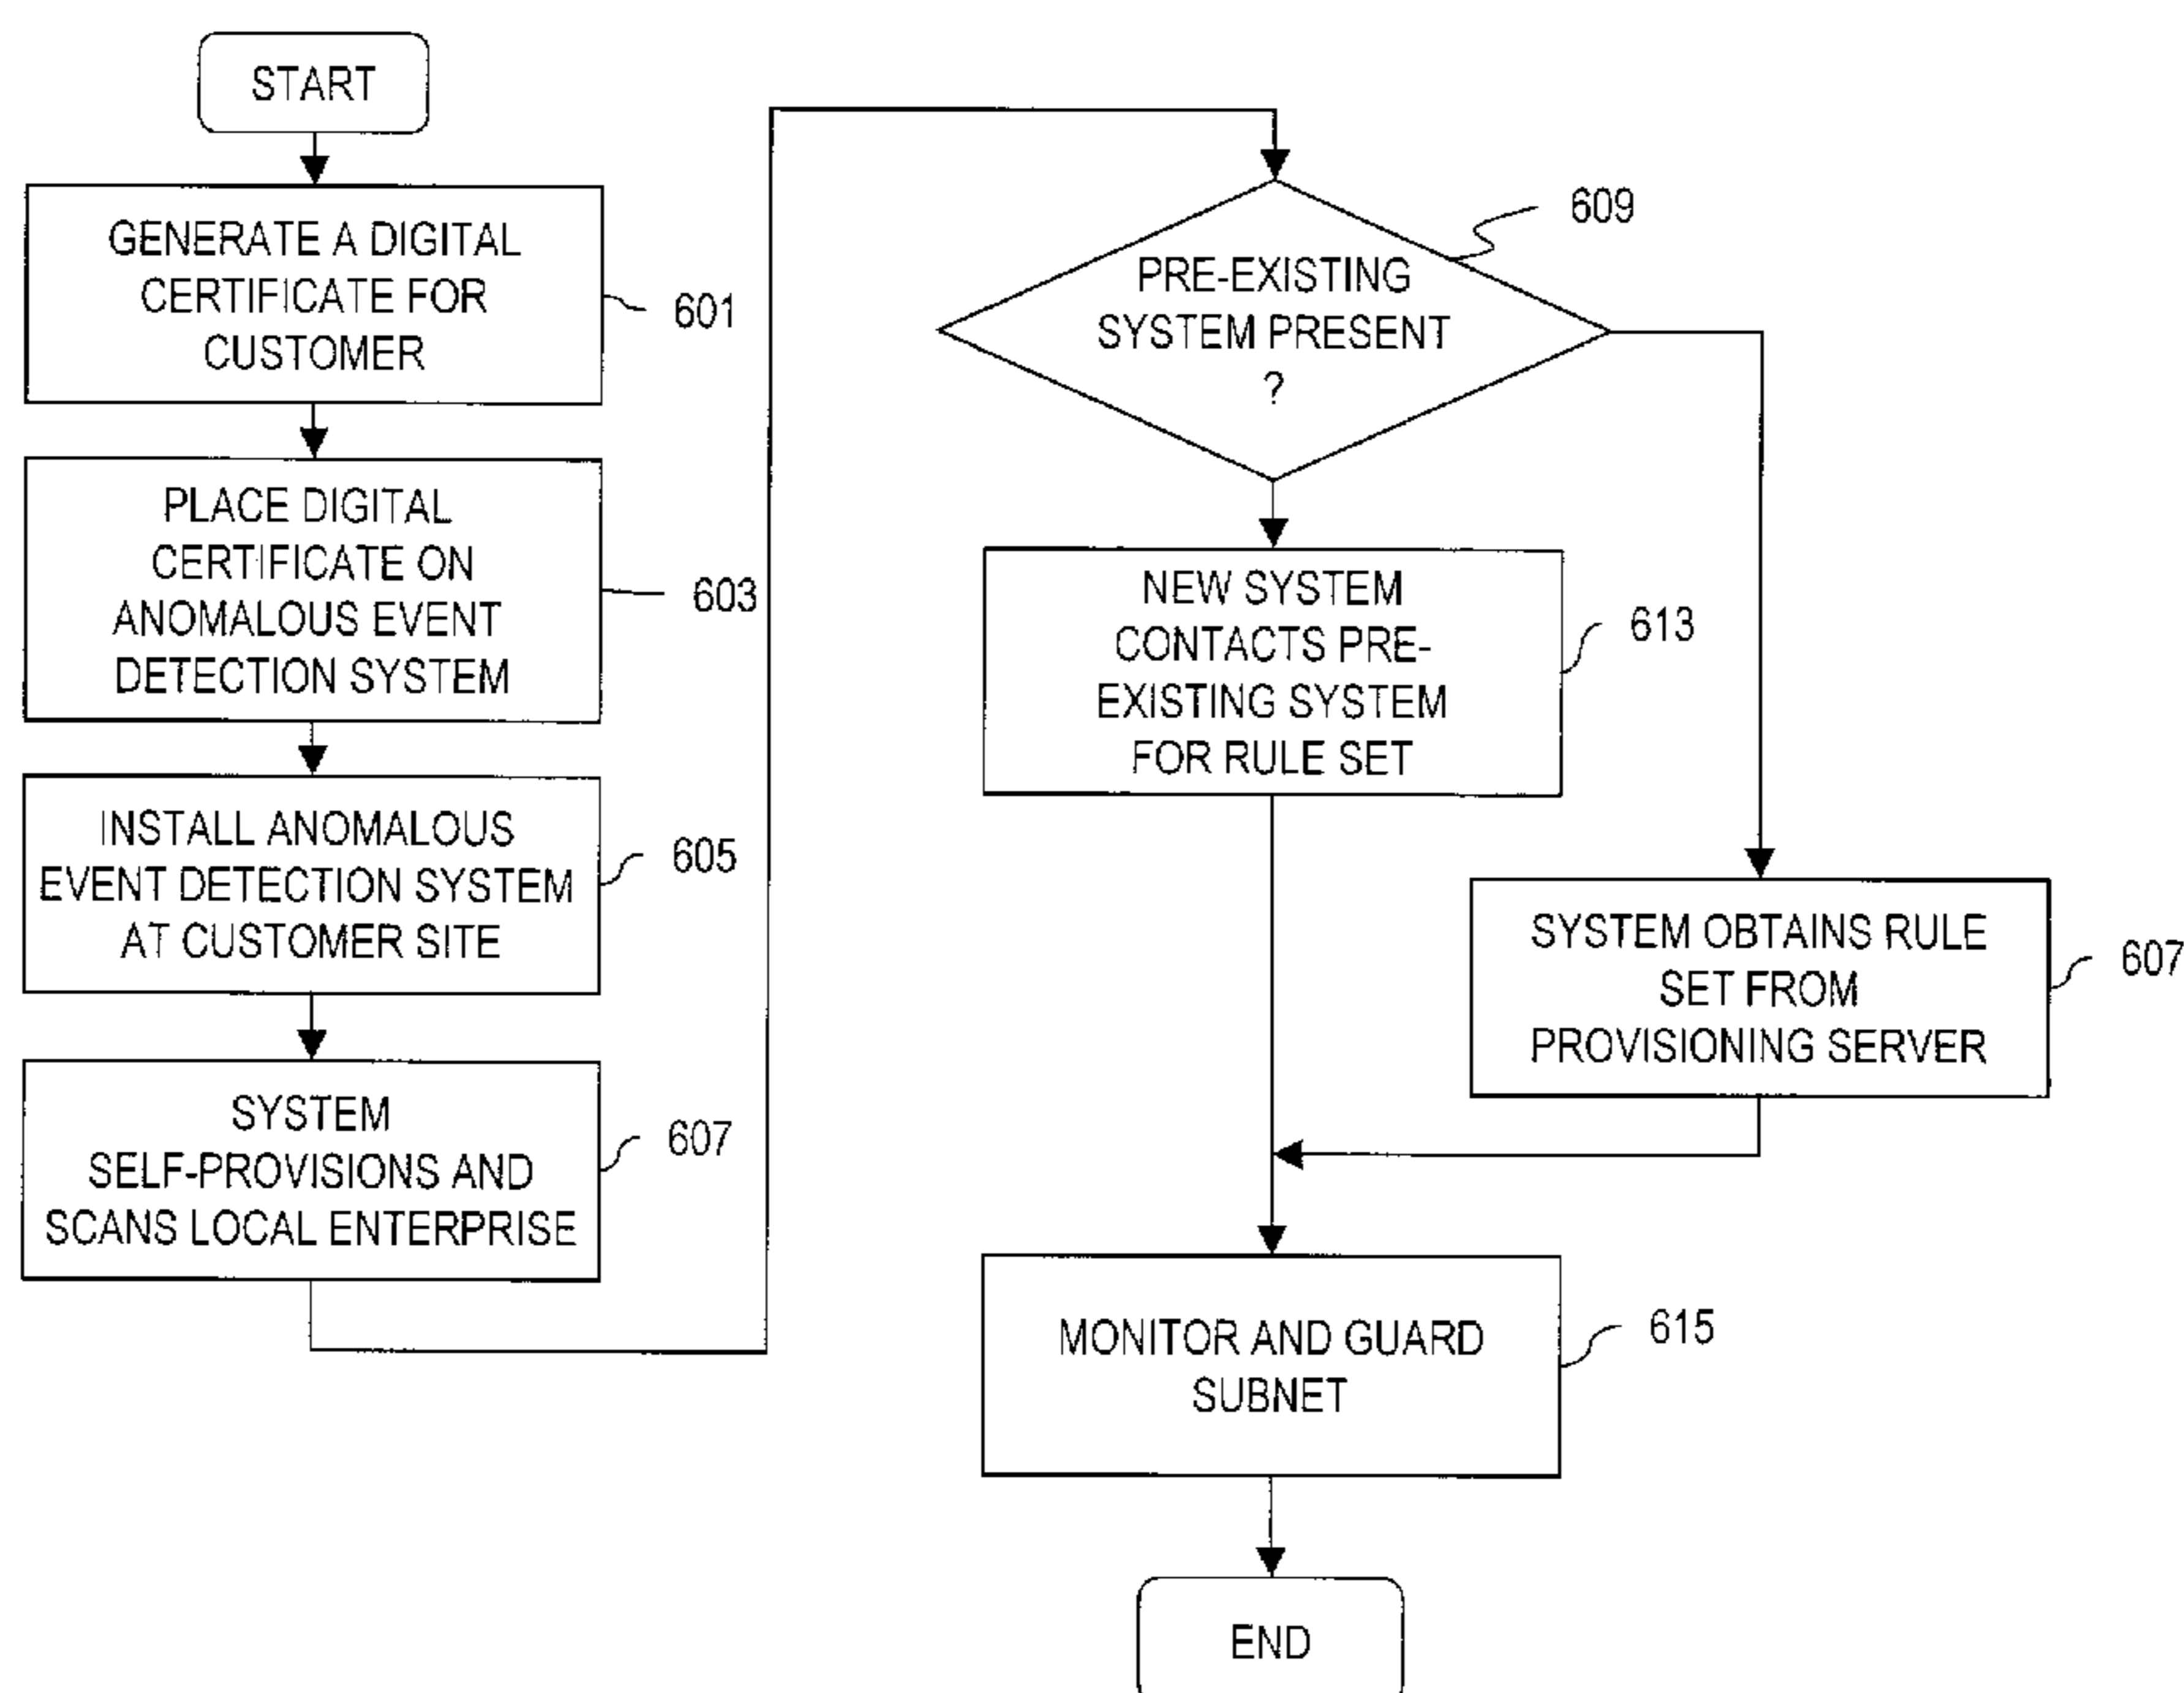 START
GENERATE A DIGITAL
CERTIFICATE FOR
CUSTOMER
601
PLACE DIGITAL
CERTIFICATE ON
ANOMALOUS EVENT
DETECTION SYSTEM
603
INSTALL ANOMALOUS
EVENT DETECTION SYSTEM
AT CUSTOMER SITE
605
SYSTEM
SELF-PROVISIONS AND
SCANS LOCAL ENTERPRISE
607
PRE-EXISTING
SYSTEM PRESENT
?
609
NEW SYSTEM
CONTACTS PRE-
EXISTING SYSTEM
FOR RULE SET
613
SYSTEM OBTAINS RULE
SET FROM
PROVISIONING SERVER
607
MONITOR AND GUARD
SUBNET
615
END